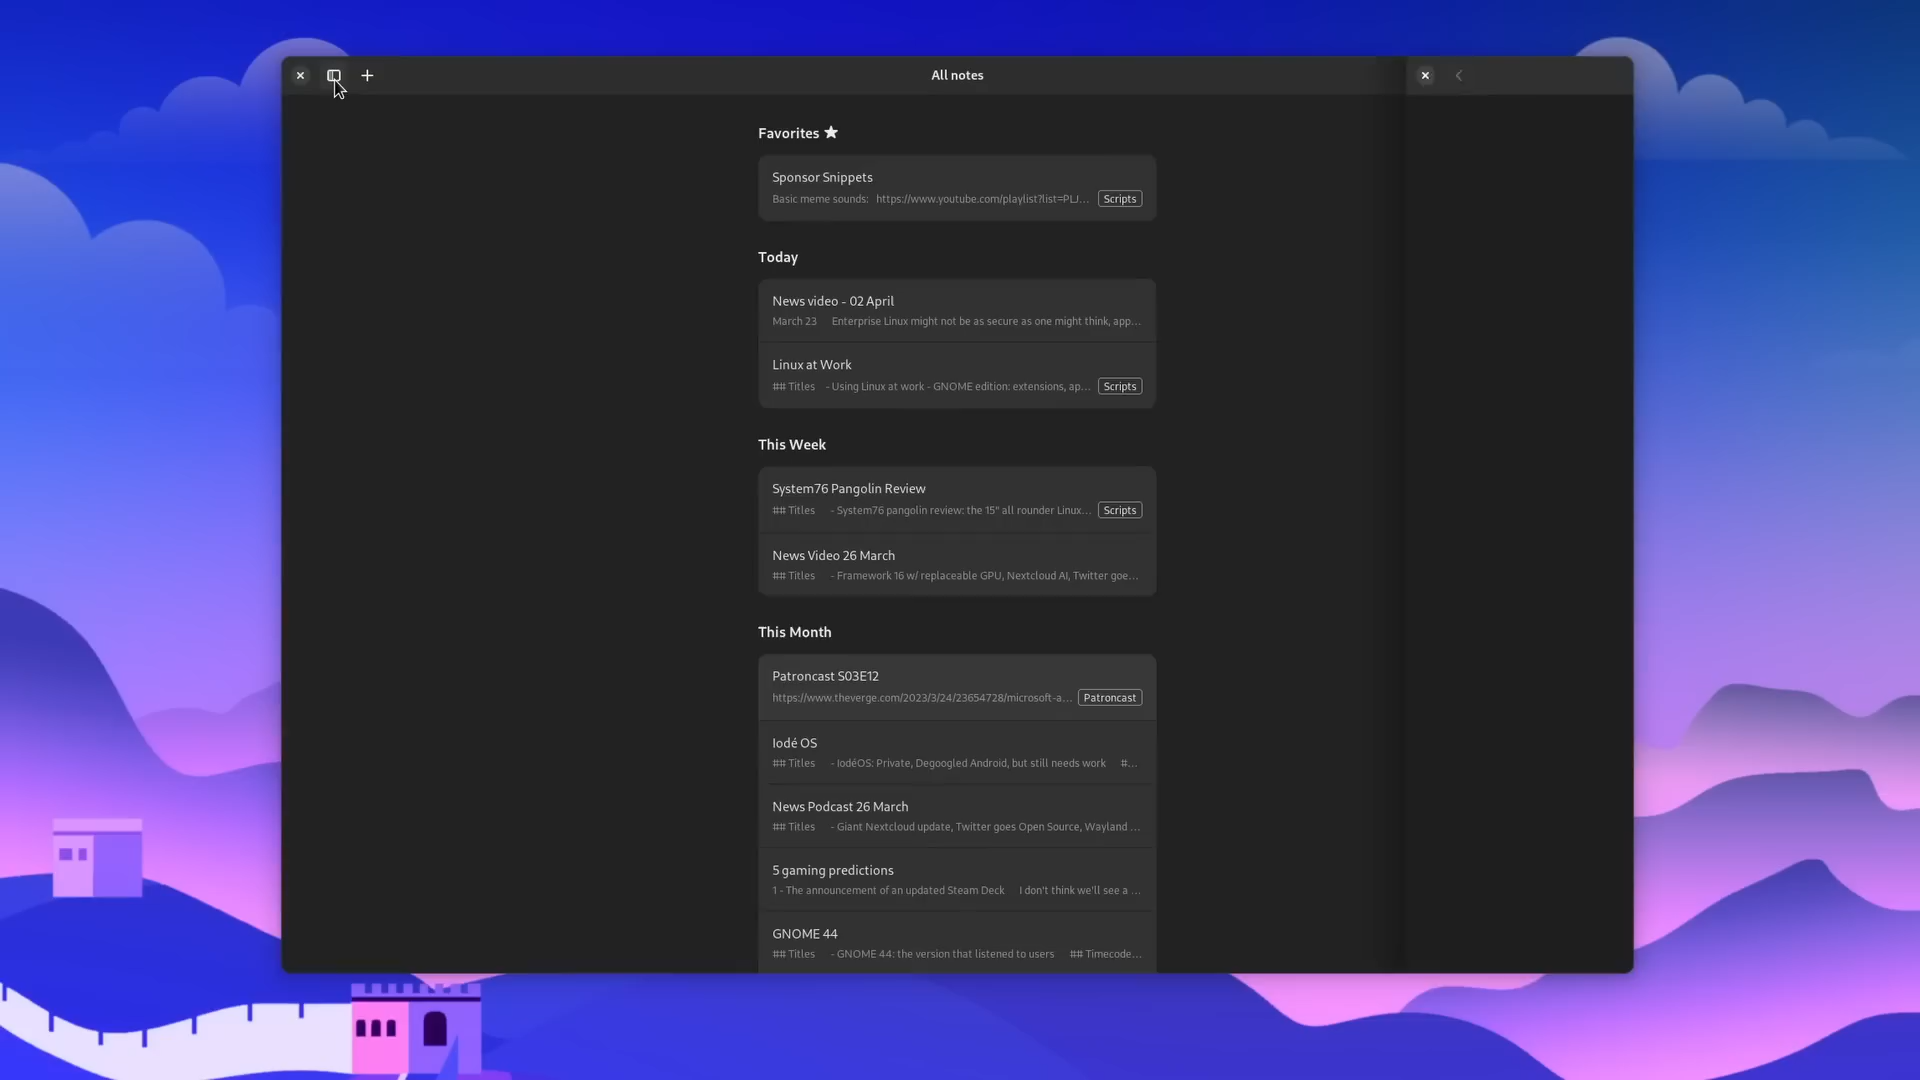 All notes
Favorites
Sponsor Snippets
Basic meme sounds: https://www.youtube.com/playlist?list=PLJ... Scripts
Today
News video - 02 April
March 23 Enterprise Linux might not be as secure as one might think, app...
Linux at Work
## Titles - Using Linux at work - GNOME edition: extensions, ap... Scripts
This Week
System76 Pangolin Review
## Titles - System76 pangolin review: the 15" all rounder Linux... Scripts
News Video 26 March
## Titles - Framework 16 w/ replaceable GPU, Nextcloud AI, Twitter goe...
This Month
Patroncast S03E12
https://www.theverge.com/2023/3/24/23654728/microsoft-a... Patroncast
Iodé OS
## Titles - IodéOS: Private, Degoogled Android, but still needs work #...
News Podcast 26 March
## Titles - Giant Nextcloud update, Twitter goes Open Source, Wayland ...
5 gaming predictions
1 - The announcement of an updated Steam Deck I don't think we'll see a ...
GNOME 44
## Titles - GNOME 44: the version that listened to users ## Timecode...